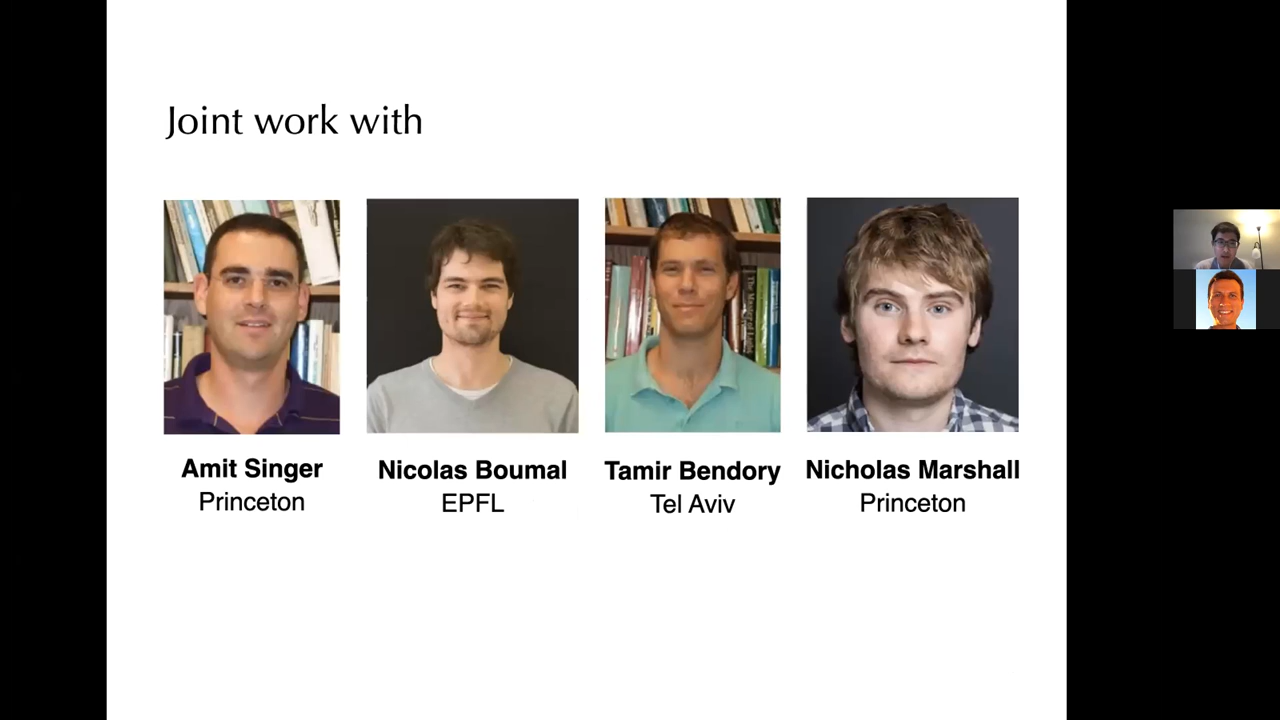 Joint work with
Amit Singer
Princeton
Nicolas Boumal
EPFL
Tamir Bendory
Tel Aviv
Nicholas Marshall
Princeton